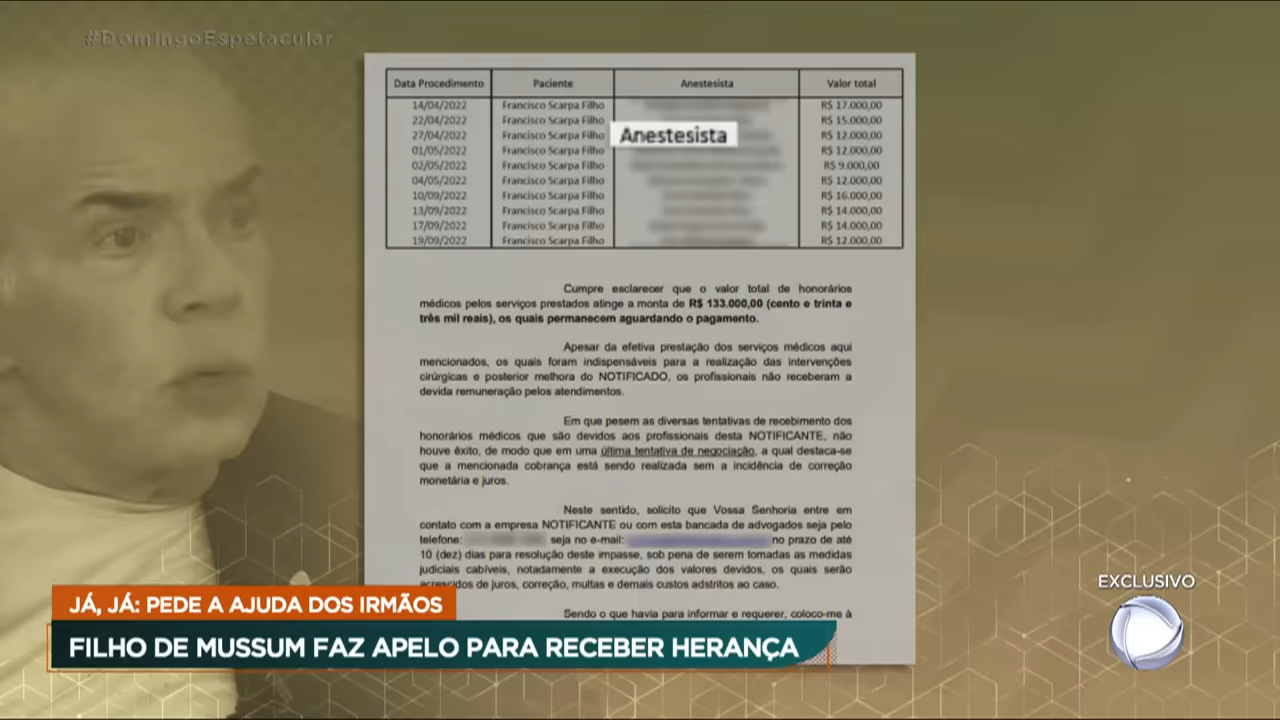 #DomingoEspetacular
Data Procedimento Paciente Anestesista Valor total
14/04/2022 Francisco Scarpa Filho R$ 17.000,00
22/04/2022 Francisco Scarpa Filho R$ 15.000,00
27/04/2022 Francisco Scarpa Filho Anestesista R$ 12.000,00
01/05/2022 Francisco Scarpa Filho R$ 12.000,00
02/05/2022 Francisco Scarpa Filho R$ 9.000,00
04/05/2022 Francisco Scarpa Filho R$ 12.000,00
10/09/2022 Francisco Scarpa Filho R$ 16.000,00
13/09/2022 Francisco Scarpa Filho R$ 14.000,00
17/09/2022 Francisco Scarpa Filho R$ 14.000,00
19/09/2022 Francisco Scarpa Filho R$ 12.000,00
Cumpre esclarecer que o valor total de honorários
médicos pelos serviços prestados atinge a monta de R$ 133.000,00 (cento e trinta e
três mil reais), os quais permanecem aguardando o pagamento.
Apesar da efetiva prestação dos serviços médicos aqui
mencionados, os quais foram indispensáveis para a realização das intervenções
cirúrgicas e posterior melhora do NOTIFICADO, os profissionais não receberam a
devida remuneração pelos atendimentos.
Em que pesem as diversas tentativas de recebimento dos
honorários médicos que são devidos aos profissionais desta NOTIFICANTE, não
houve êxito, de modo que em uma última tentativa de negociação, a qual destaca-se
que a mencionada cobrança está sendo realizada sem a incidência de correção
monetária e juros.
Neste sentido, solicito que Vossa Senhoria entre em
contato com a empresa NOTIFICANTE ou com esta bancada de advogados seja pelo
telefone: seja no e-mail: no prazo de até
10 (dez) dias para resolução deste impasse, sob pena de serem tomadas as medidas
judiciais cabíveis, notadamente a execução dos valores devidos, os quais serão
acrescidos de juros, correção, multas e demais custos adstritos ao caso.
Sendo o que havia para informar e requerer, coloco-me à
EXCLUSIVO
JÁ, JÁ: PEDE A AJUDA DOS IRMÃOS
FILHO DE MUSSUM FAZ APELO PARA RECEBER HERANÇA